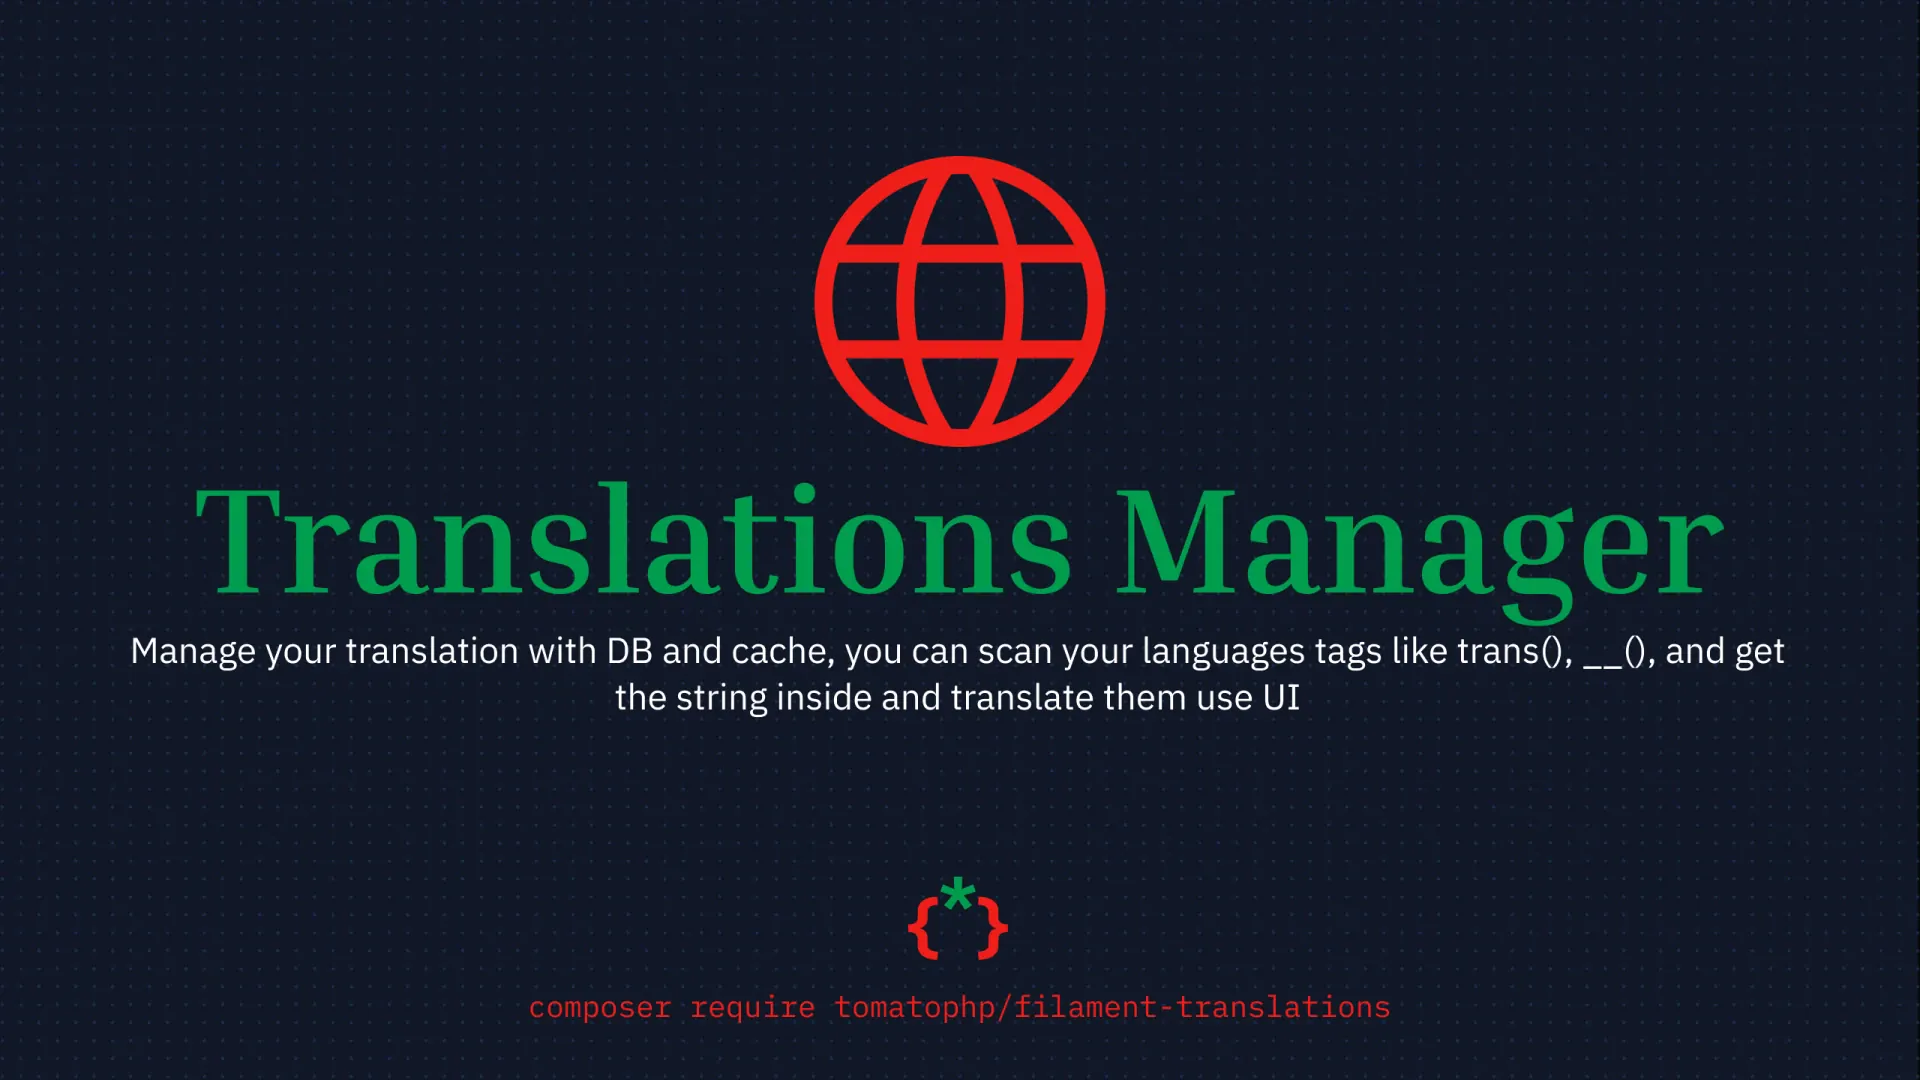 Translations Manager
Manage your translation with DB and cache, you can scan your languages tags like trans(), __(), and get
the string inside and translate them use UI
{*}
composer require tomatophp/filament-translations